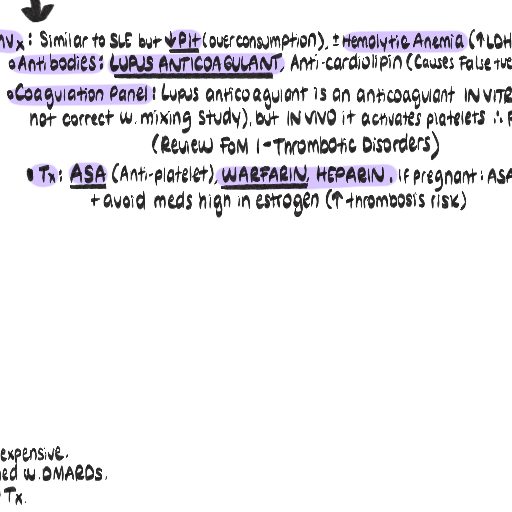 Vx: Similar to SLE but ↓Plt (overconsumption), ± Hemolytic Anemia (↑LDH
• Antibodies: LUPUS ANTICOAGULANT, Anti-cardiolipin (Causes False +ve
• Coagulation Panel: Lupus anticoagulant is an anticoagulant IN VITR
not correct w. mixing study), but IN VIVO it activates platelets ∴
(Review FoM 1 - Thrombotic Disorders)
• Tx: ASA (Anti-platelet), WARFARIN, HEPARIN. If pregnant: ASA
+ avoid meds high in estrogen (↑ thrombosis risk)
expensive.
ed w. DMARDs.
Tx.